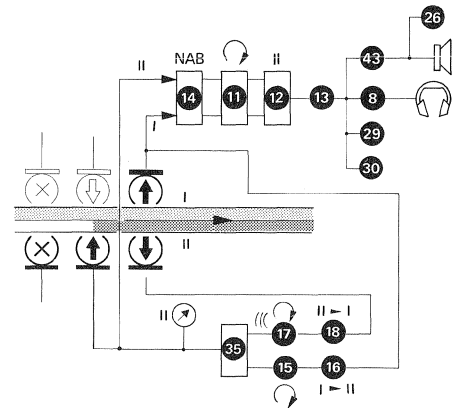 26
II NAB II
43
14 11 12 13 8
I
29
30
I
II
II
II ► I
17 18
35
15 16
I ► II